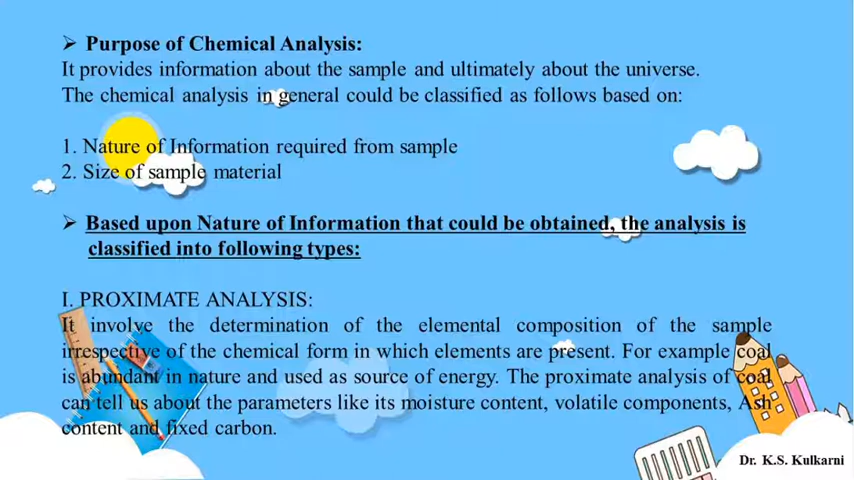 ➢ Purpose of Chemical Analysis:
It provides information about the sample and ultimately about the universe.
The chemical analysis in general could be classified as follows based on:
1. Nature of Information required from sample
2. Size of sample material
➢ Based upon Nature of Information that could be obtained, the analysis is
classified into following types:
I. PROXIMATE ANALYSIS:
It involve the determination of the elemental composition of the sample
irrespective of the chemical form in which elements are present. For example coal
is abundant in nature and used as source of energy. The proximate analysis of coal
can tell us about the parameters like its moisture content, volatile components, Ash
content and fixed carbon.
Dr. K.S. Kulkarni